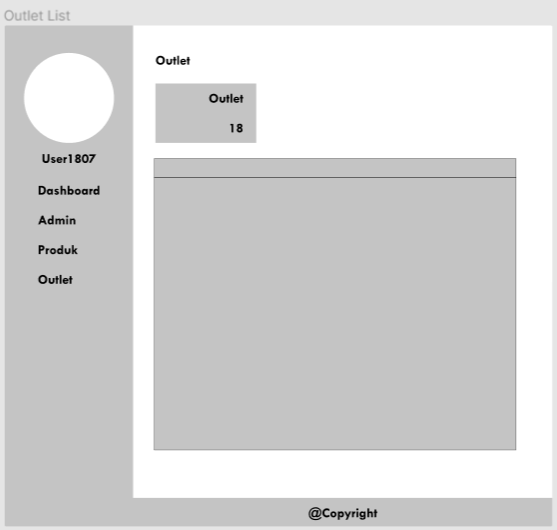 Outlet List
User1807
Dashboard
Admin
Produk
Outlet
Outlet
Outlet
18
@Copyright